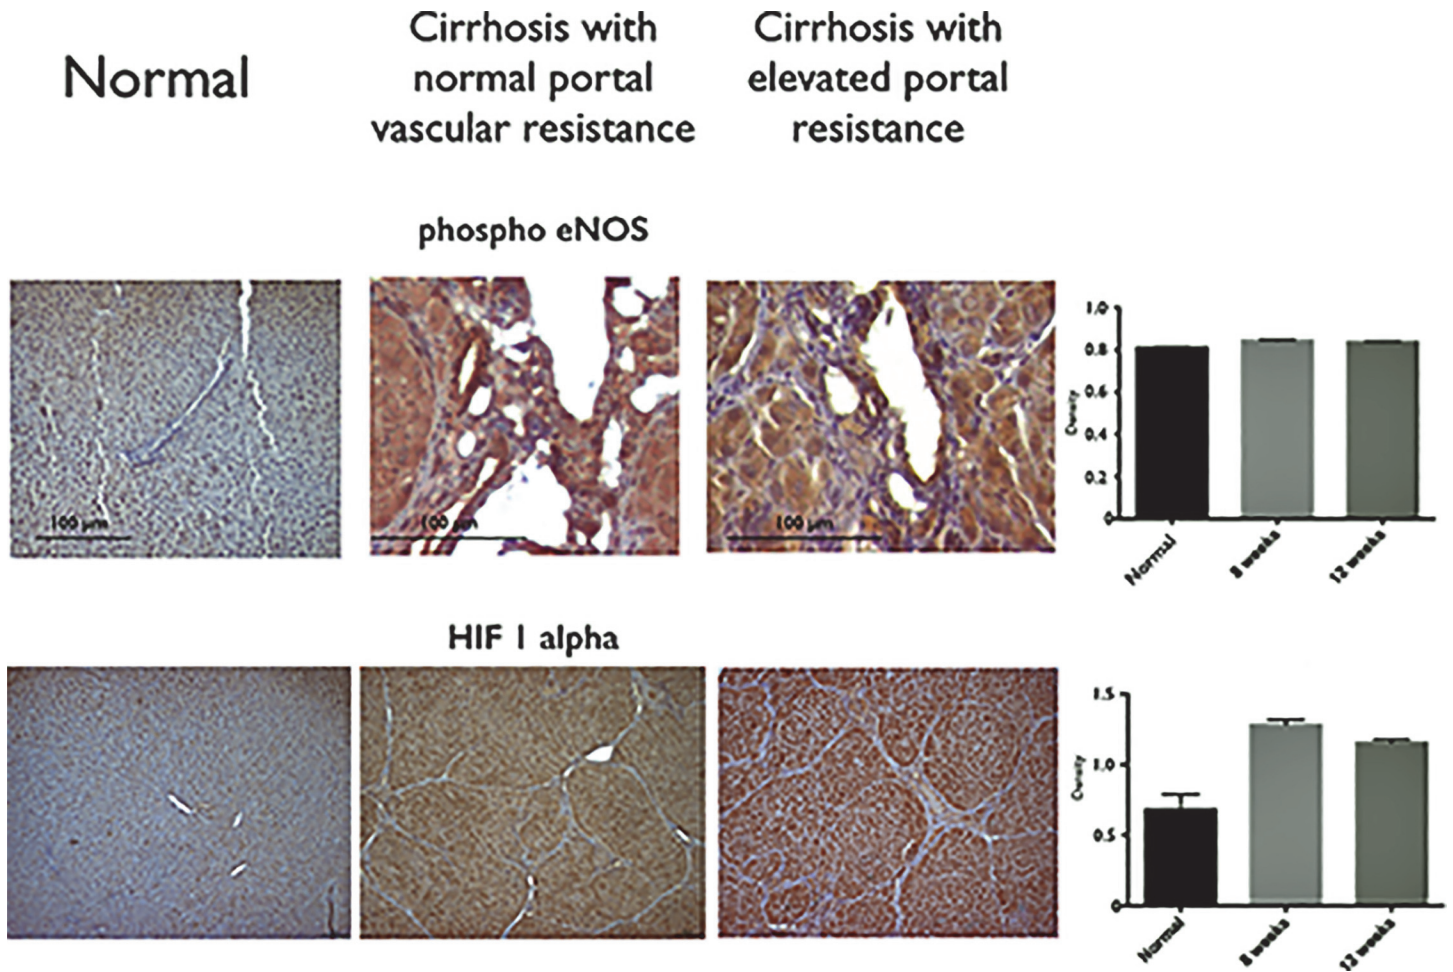 Normal
Cirrhosis with
normal portal
vascular resistance
Cirrhosis with
elevated portal
resistance
phospho eNOS
100 µm
100 µm
100 µm
1.0
0.8
0.6
0.4
0.2
0
Density
Normal
8 weeks
12 weeks
HIF 1 alpha
1.5
1.0
0.5
0
Density
Normal
8 weeks
12 weeks